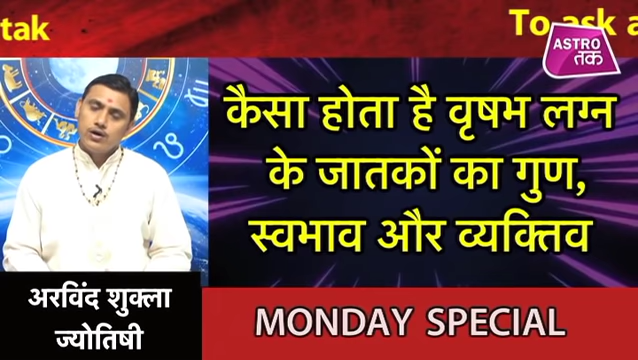 tak
To ask a
ASTRO
तक
कैसा होता है वृषभ लग्न
के जातकों का गुण,
स्वभाव और व्यक्तिव
अरविंद शुक्ला
ज्योतिषी
MONDAY SPECIAL